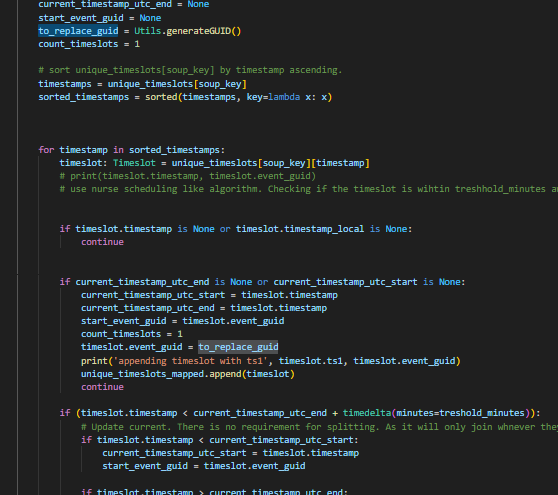 current_timestamp_utc_end = None
start_event_guid = None
to_replace_guid = Utils.generateGUID()
count_timeslots = 1
# sort unique_timeslots[soup_key] by timestamp ascending.
timestamps = unique_timeslots[soup_key]
sorted_timestamps = sorted(timestamps, key=lambda x: x)
for timestamp in sorted_timestamps:
timeslot: Timeslot = unique_timeslots[soup_key][timestamp]
# print(timeslot.timestamp, timeslot.event_guid)
# use nurse scheduling like algorithm. Checking if the timeslot is wihtin treshhold_minutes
if timeslot.timestamp is None or timeslot.timestamp_local is None:
continue
if current_timestamp_utc_end is None or current_timestamp_utc_start is None:
current_timestamp_utc_start = timeslot.timestamp
current_timestamp_utc_end = timeslot.timestamp
start_event_guid = timeslot.event_guid
count_timeslots = 1
timeslot.event_guid = to_replace_guid
print('appending timeslot with ts1', timeslot.ts1, timeslot.event_guid)
unique_timeslots_mapped.append(timeslot)
continue
if (timeslot.timestamp < current_timestamp_utc_end + timedelta(minutes=treshold_minutes)):
# Update current. There is no requirement for splitting. As it will only join whnever
if timeslot.timestamp < current_timestamp_utc_start:
current_timestamp_utc_start = timeslot.timestamp
start_event_guid = timeslot.event_guid
if timeslot.timestamp > current_timestamp_utc_end: